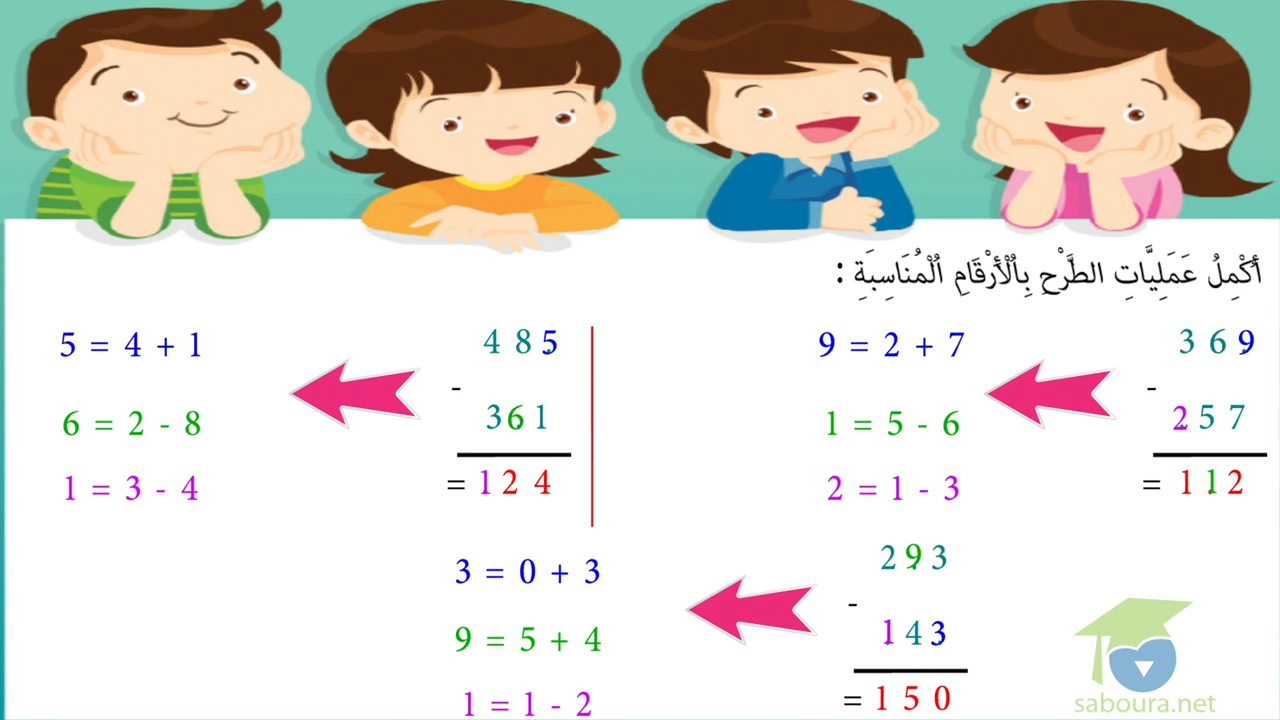 أَكْمِلُ عَمَلِيَّاتِ الطَّرْحِ بِالْأَرْقَامِ الْمُنَاسِبَةِ :
369
-
257
= 112
9 = 2 + 7
1 = 5 - 6
2 = 1 - 3
485
-
361
= 124
5 = 4 + 1
6 = 2 - 8
1 = 3 - 4
293
-
143
= 150
3 = 0 + 3
9 = 5 + 4
1 = 1 - 2
saboura.net